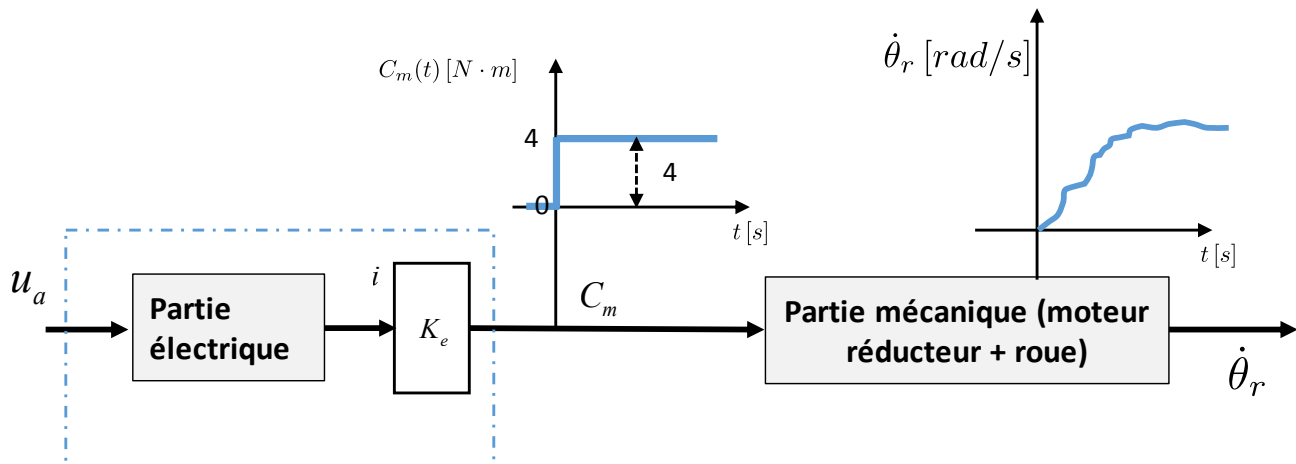 C_m(t) [N · m]
4
4
0
t [s]
θ̇_r [rad/s]
t [s]
u_a
Partie
électrique
i
K_e
C_m
Partie mécanique (moteur
réducteur + roue)
θ̇_r